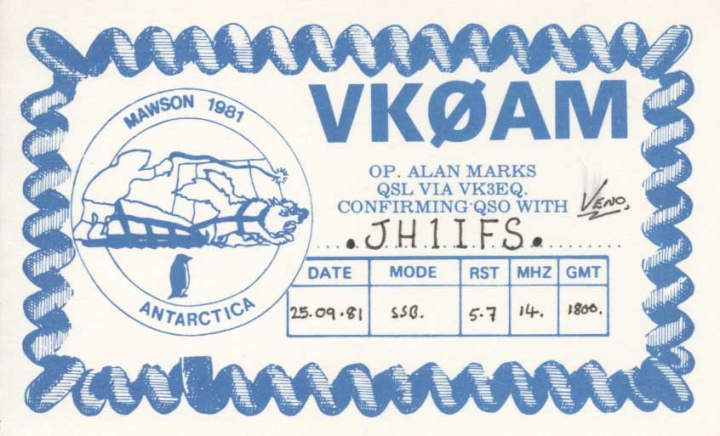 MAWSON 1981
ANTARCTICA
VKØAM
OP. ALAN MARKS
QSL VIA VK3EQ.
CONFIRMING QSO WITH Veno,
.JH1IFS.
DATE MODE RST MHZ GMT
25.09.81 SSB. 5.7 14. 1800.